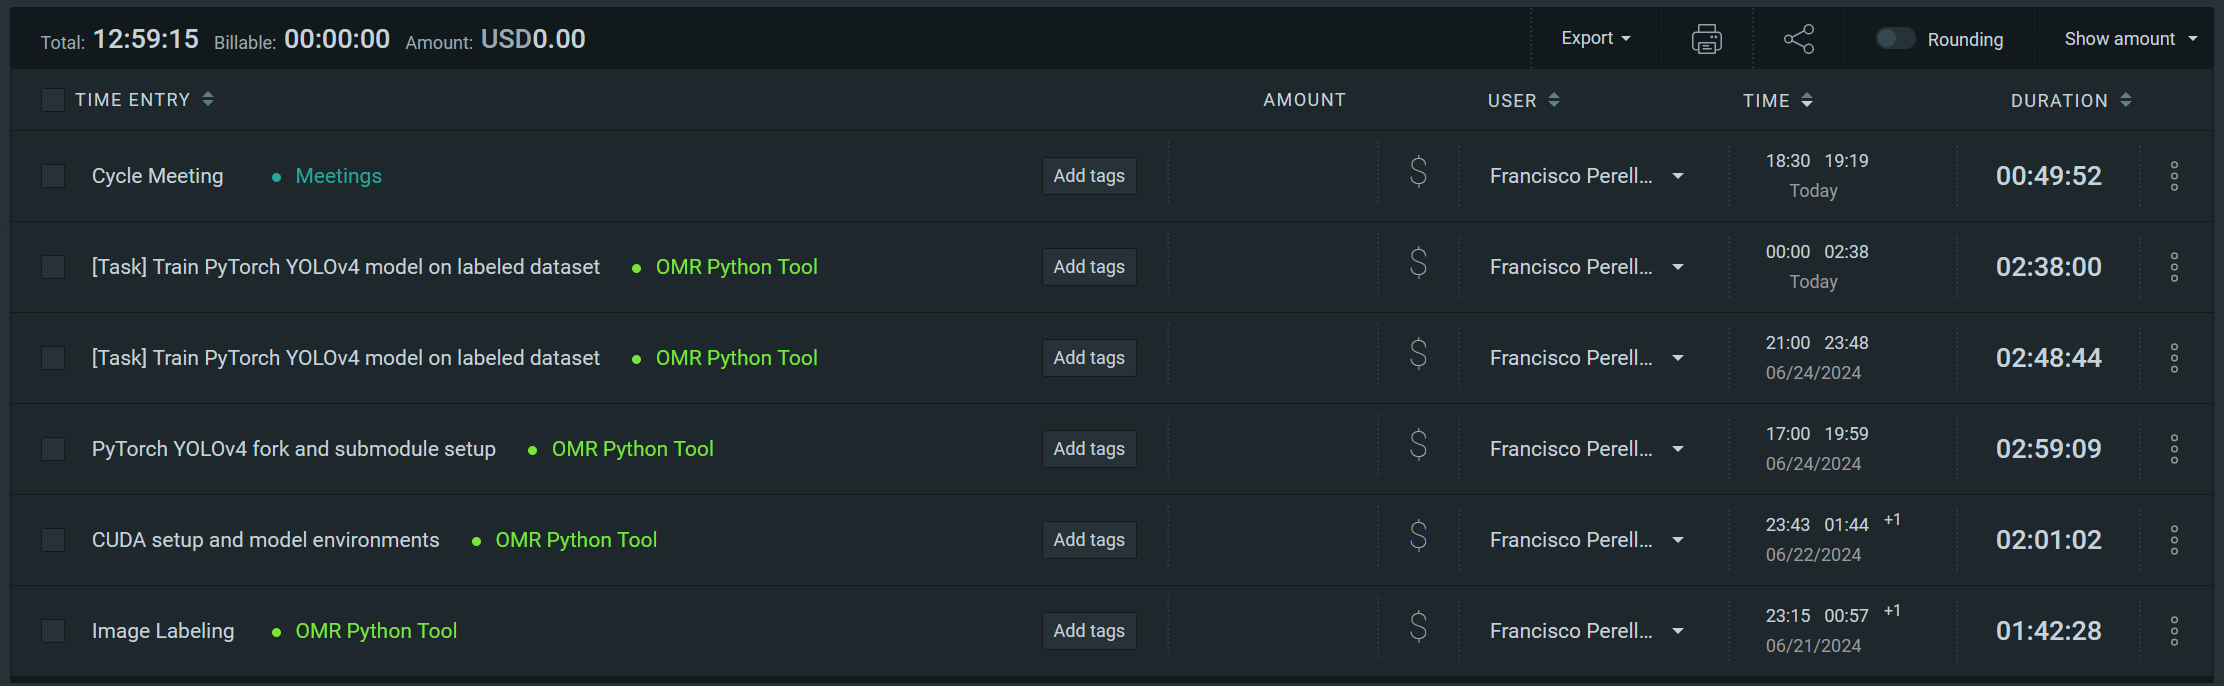 Total: 12:59:15 Billable: 00:00:00 Amount: USD0.00 Export Rounding Show amount
TIME ENTRY AMOUNT USER TIME DURATION
Cycle Meeting Meetings Add tags $ Francisco Perell... 18:30 19:19 00:49:52
Today
[Task] Train PyTorch YOLOv4 model on labeled dataset OMR Python Tool Add tags $ Francisco Perell... 00:00 02:38 02:38:00
Today
[Task] Train PyTorch YOLOv4 model on labeled dataset OMR Python Tool Add tags $ Francisco Perell... 21:00 23:48 02:48:44
06/24/2024
PyTorch YOLOv4 fork and submodule setup OMR Python Tool Add tags $ Francisco Perell... 17:00 19:59 02:59:09
06/24/2024
CUDA setup and model environments OMR Python Tool Add tags $ Francisco Perell... 23:43 01:44 +1 02:01:02
06/22/2024
Image Labeling OMR Python Tool Add tags $ Francisco Perell... 23:15 00:57 +1 01:42:28
06/21/2024